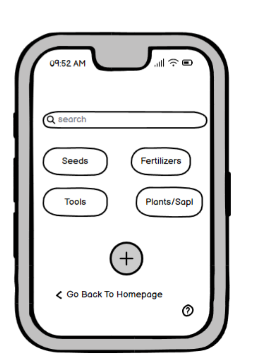 09:52 AM
search
Seeds
Fertilizers
Tools
Plants/Sapl
+
< Go Back To Homepage
?